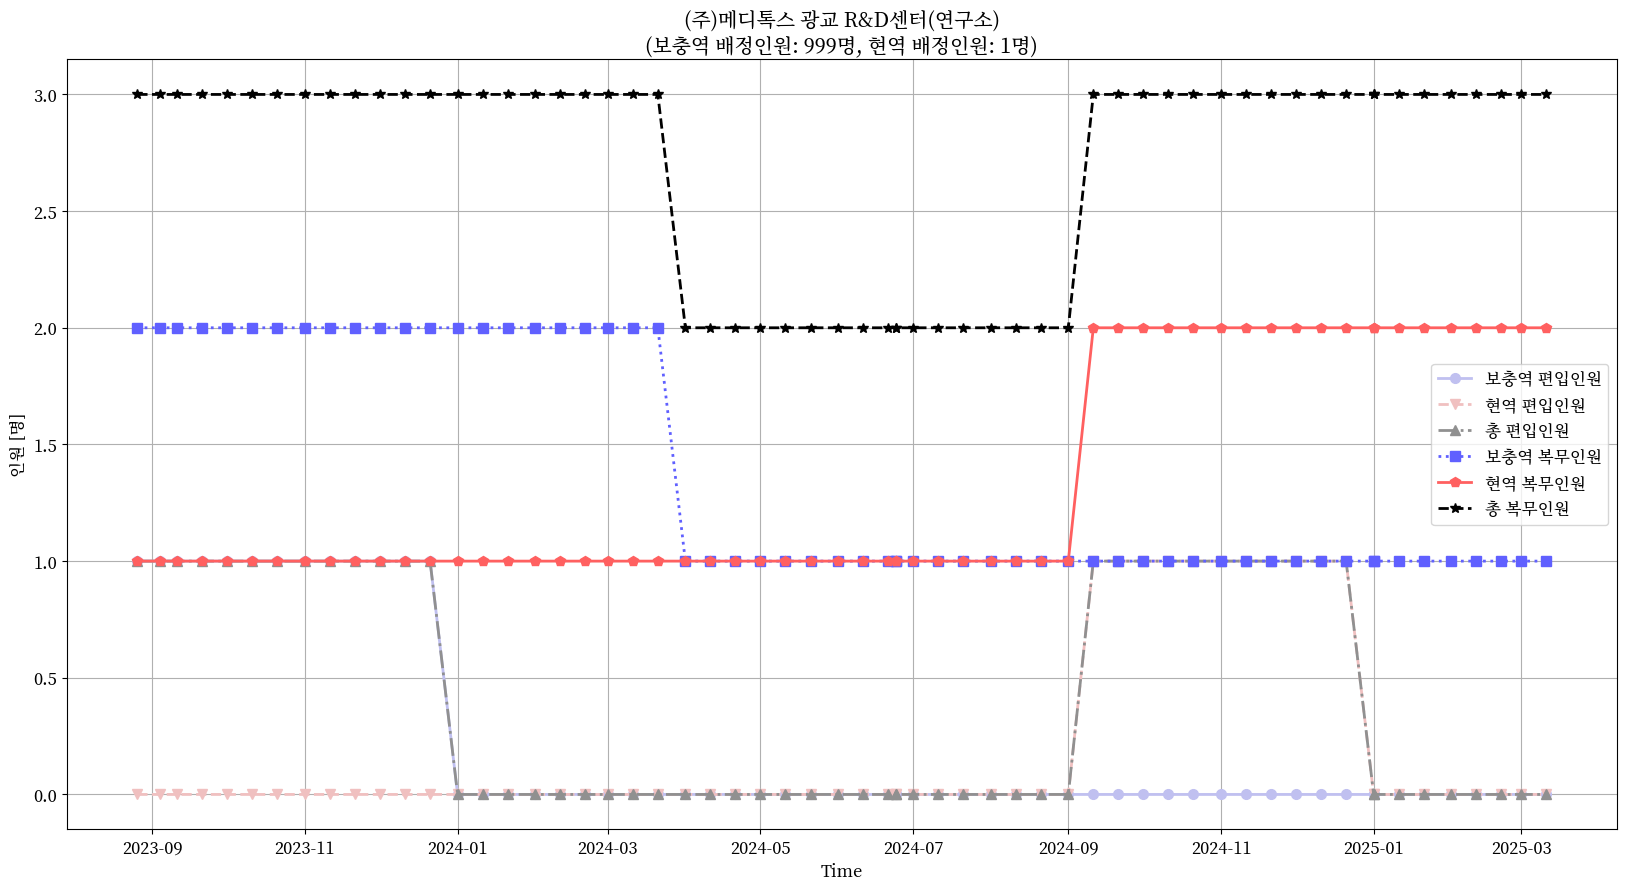 (주)메디톡스 광교 R&D센터(연구소)
(보충역 배정인원: 999명, 현역 배정인원: 1명)
3.0
2.5
2.0
1.5
1.0
0.5
0.0
인원 [명]
보충역 편입인원
현역 편입인원
총 편입인원
보충역 복무인원
현역 복무인원
총 복무인원
2023-09 2023-11 2024-01 2024-03 2024-05 2024-07 2024-09 2024-11 2025-01 2025-03
Time